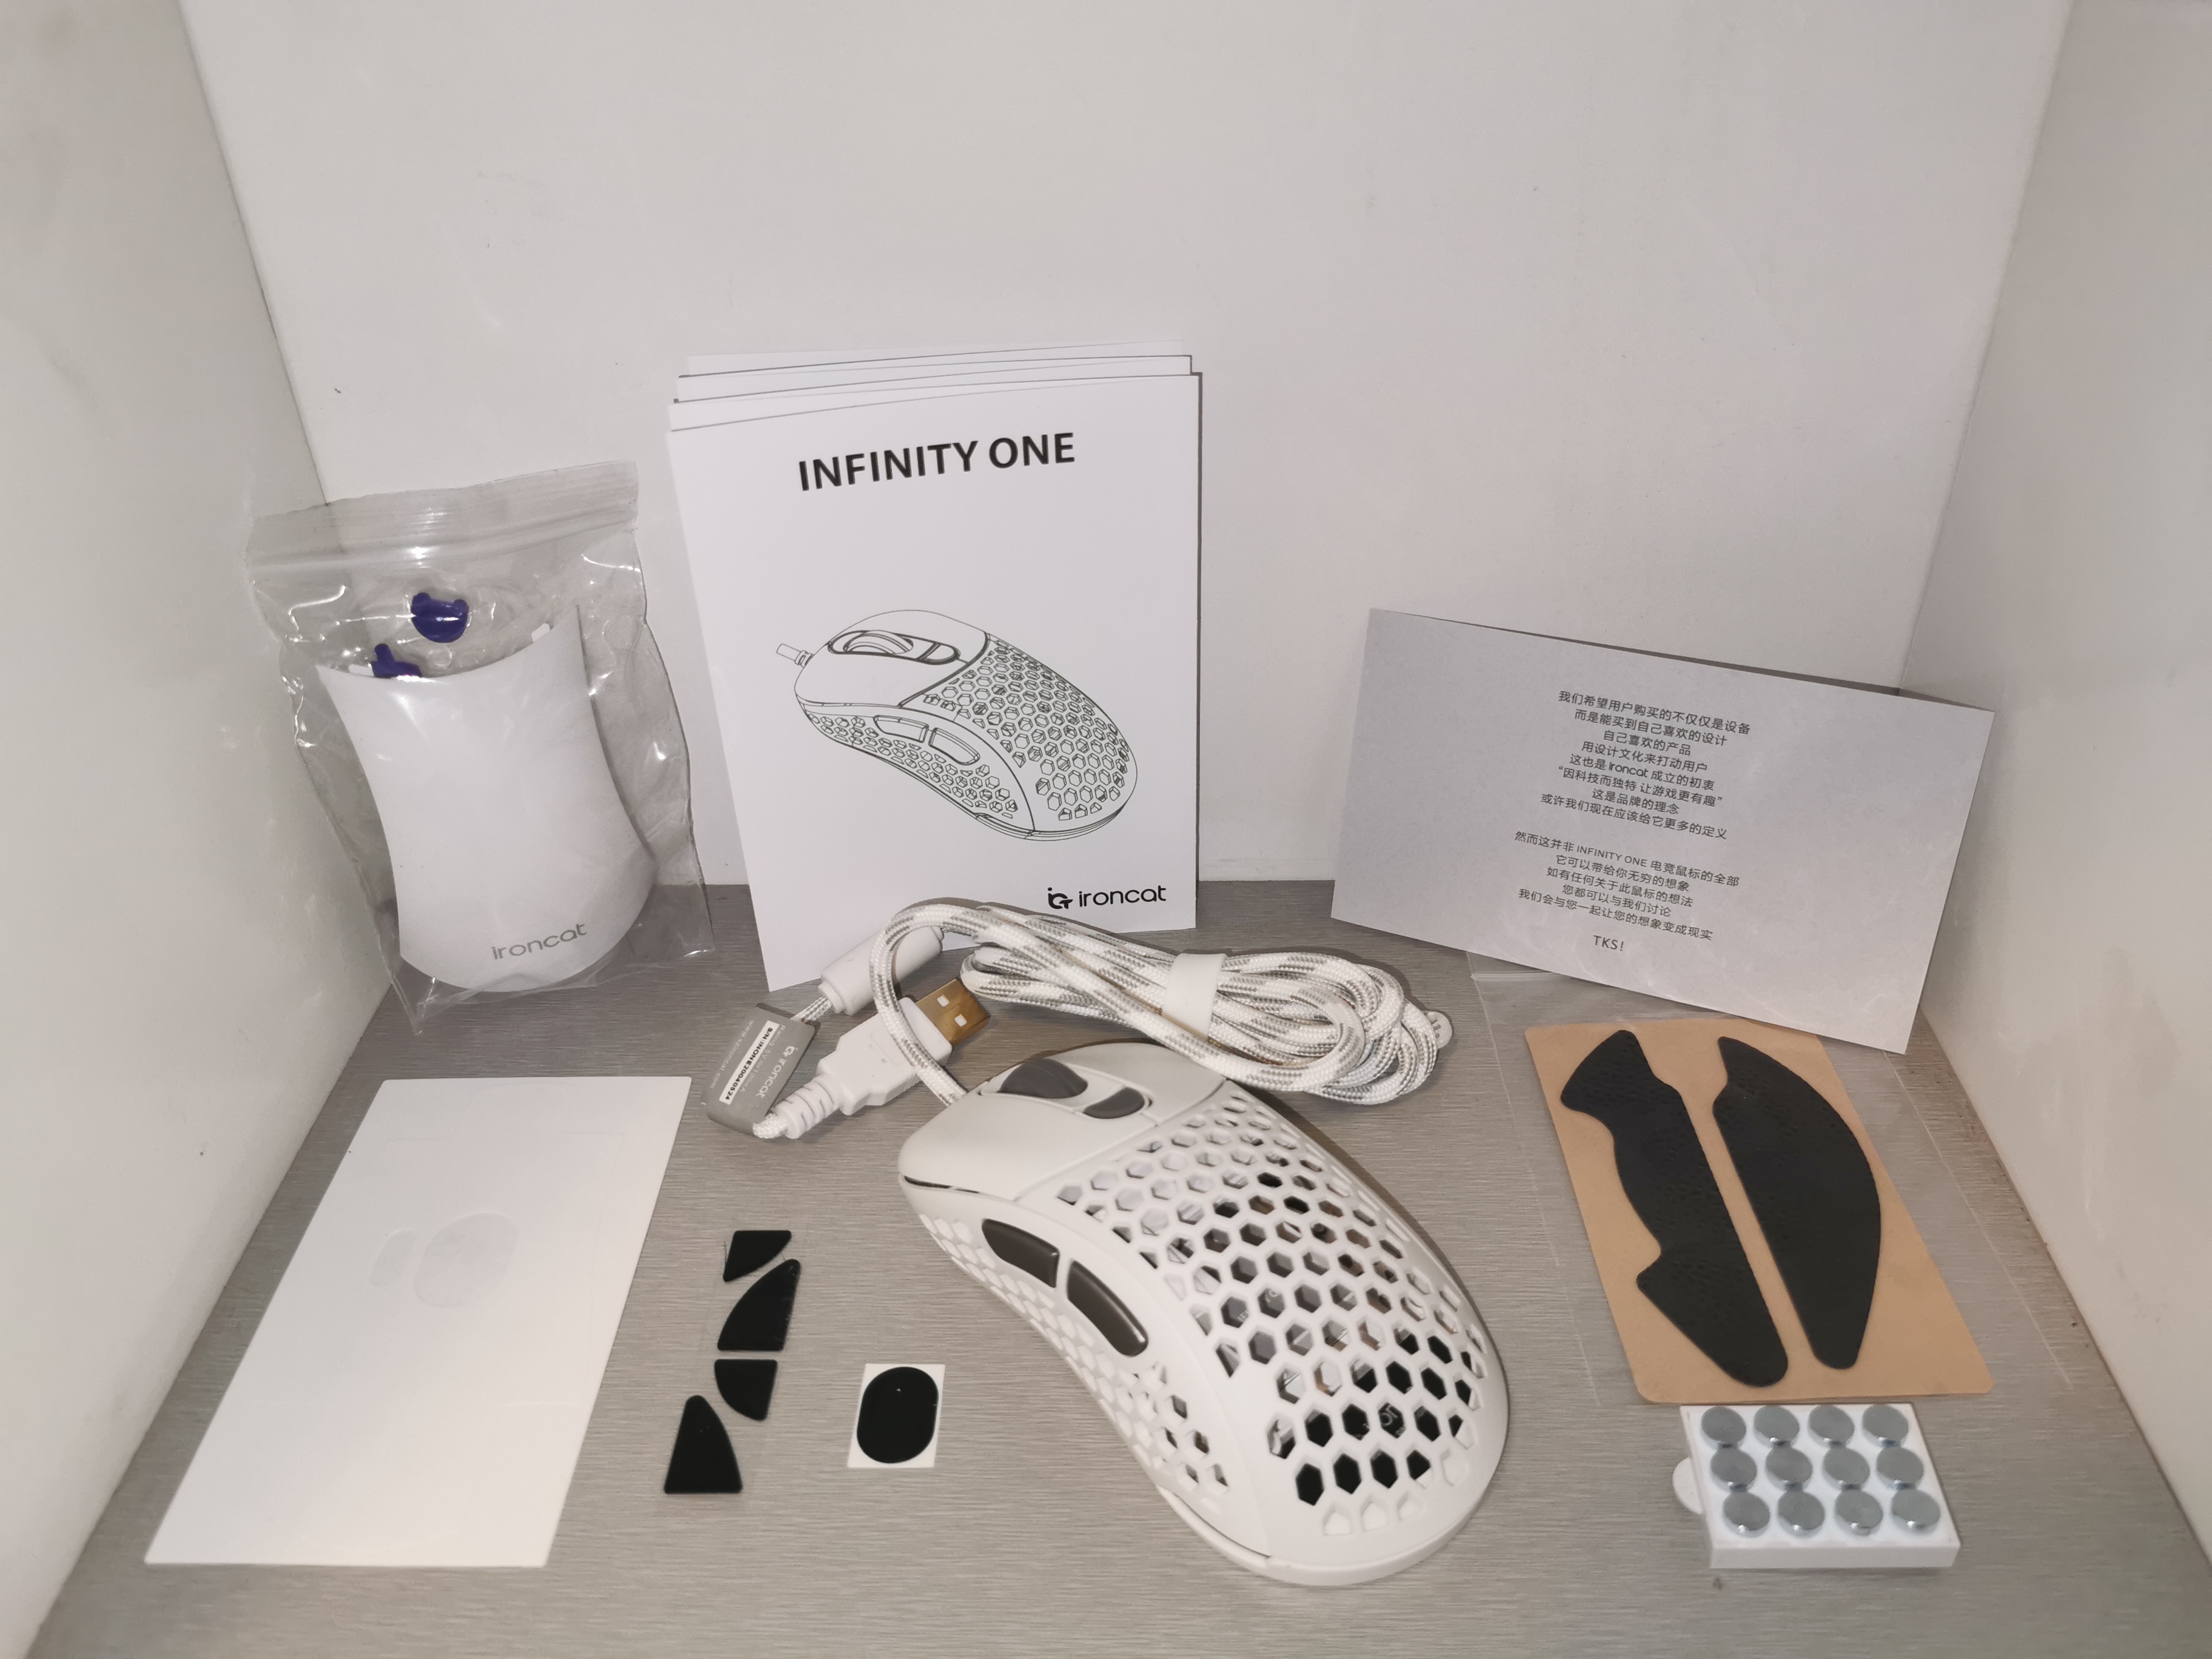 INFINITY ONE
ironcat
ironcat
我们希望用户购买的不仅仅是设备
而是能买到自己喜欢的设计
自己喜欢的产品
用设计文化来打动用户
这也是 Ironcat 成立的初衷
“因科技而独特 让游戏更有趣”
这是品牌的理念
或许我们现在应该给它更多的定义
然而这并非 INFINITY ONE 电竞鼠标的全部
它可以带给你无穷的想象
如有任何关于此鼠标的想法
您都可以与我们讨论
我们会与您一起让您的想象变成现实
TKS!
ironcat